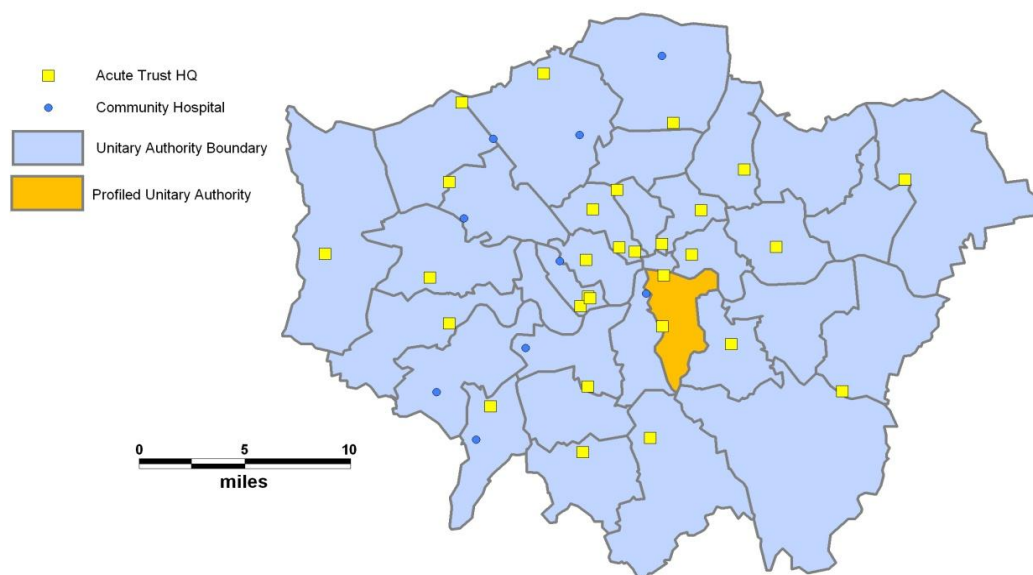 Acute Trust HQ
Community Hospital
Unitary Authority Boundary
Profiled Unitary Authority
0 5 10
miles